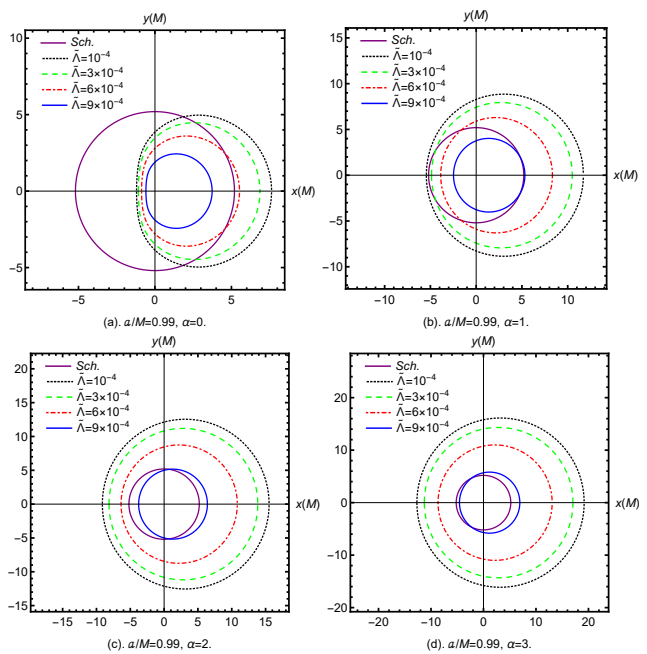 y(M)
10
5
0
−5
−5
0
5
x(M)
Sch.
Λ̃=10⁻⁴
Λ̃=3×10⁻⁴
Λ̃=6×10⁻⁴
Λ̃=9×10⁻⁴
(a). a/M=0.99, α=0.
y(M)
15
10
5
0
−5
−10
−10
−5
0
5
10
x(M)
Sch.
Λ̃=10⁻⁴
Λ̃=3×10⁻⁴
Λ̃=6×10⁻⁴
Λ̃=9×10⁻⁴
(b). a/M=0.99, α=1.
y(M)
20
15
10
5
0
−5
−10
−15
−15
−10
−5
0
5
10
15
x(M)
Sch.
Λ̃=10⁻⁴
Λ̃=3×10⁻⁴
Λ̃=6×10⁻⁴
Λ̃=9×10⁻⁴
(c). a/M=0.99, α=2.
y(M)
20
10
0
−10
−20
−20
−10
0
10
20
x(M)
Sch.
Λ̃=10⁻⁴
Λ̃=3×10⁻⁴
Λ̃=6×10⁻⁴
Λ̃=9×10⁻⁴
(d). a/M=0.99, α=3.